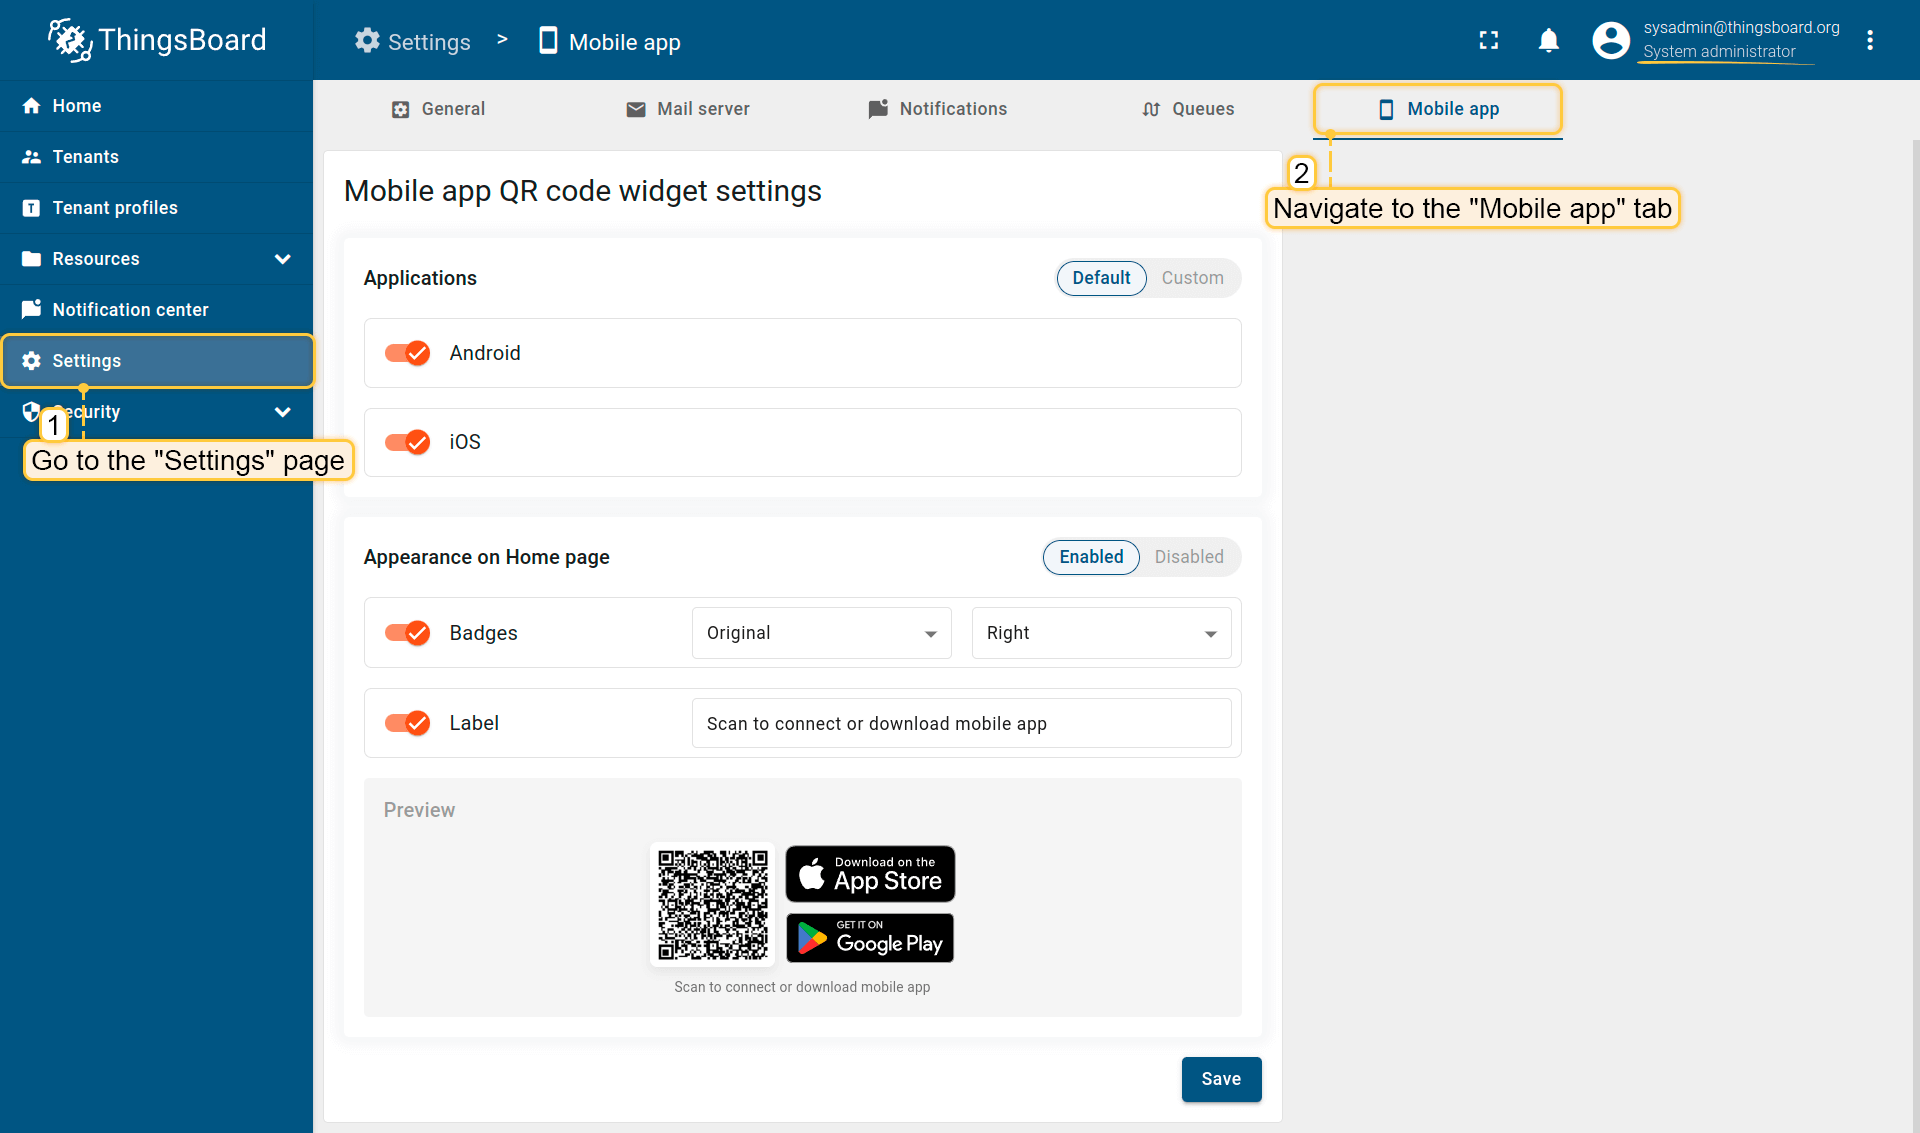 ThingsBoard
Settings > Mobile app
sysadmin@thingsboard.org
System administrator
Home
Tenants
Tenant profiles
Resources
Notification center
Settings
Security
1
Go to the "Settings" page
General
Mail server
Notifications
Queues
Mobile app
2
Navigate to the "Mobile app" tab
Mobile app QR code widget settings
Applications
Default
Custom
Android
iOS
Appearance on Home page
Enabled
Disabled
Badges
Original
Right
Label
Scan to connect or download mobile app
Preview
Download on the
App Store
GET IT ON
Google Play
Scan to connect or download mobile app
Save